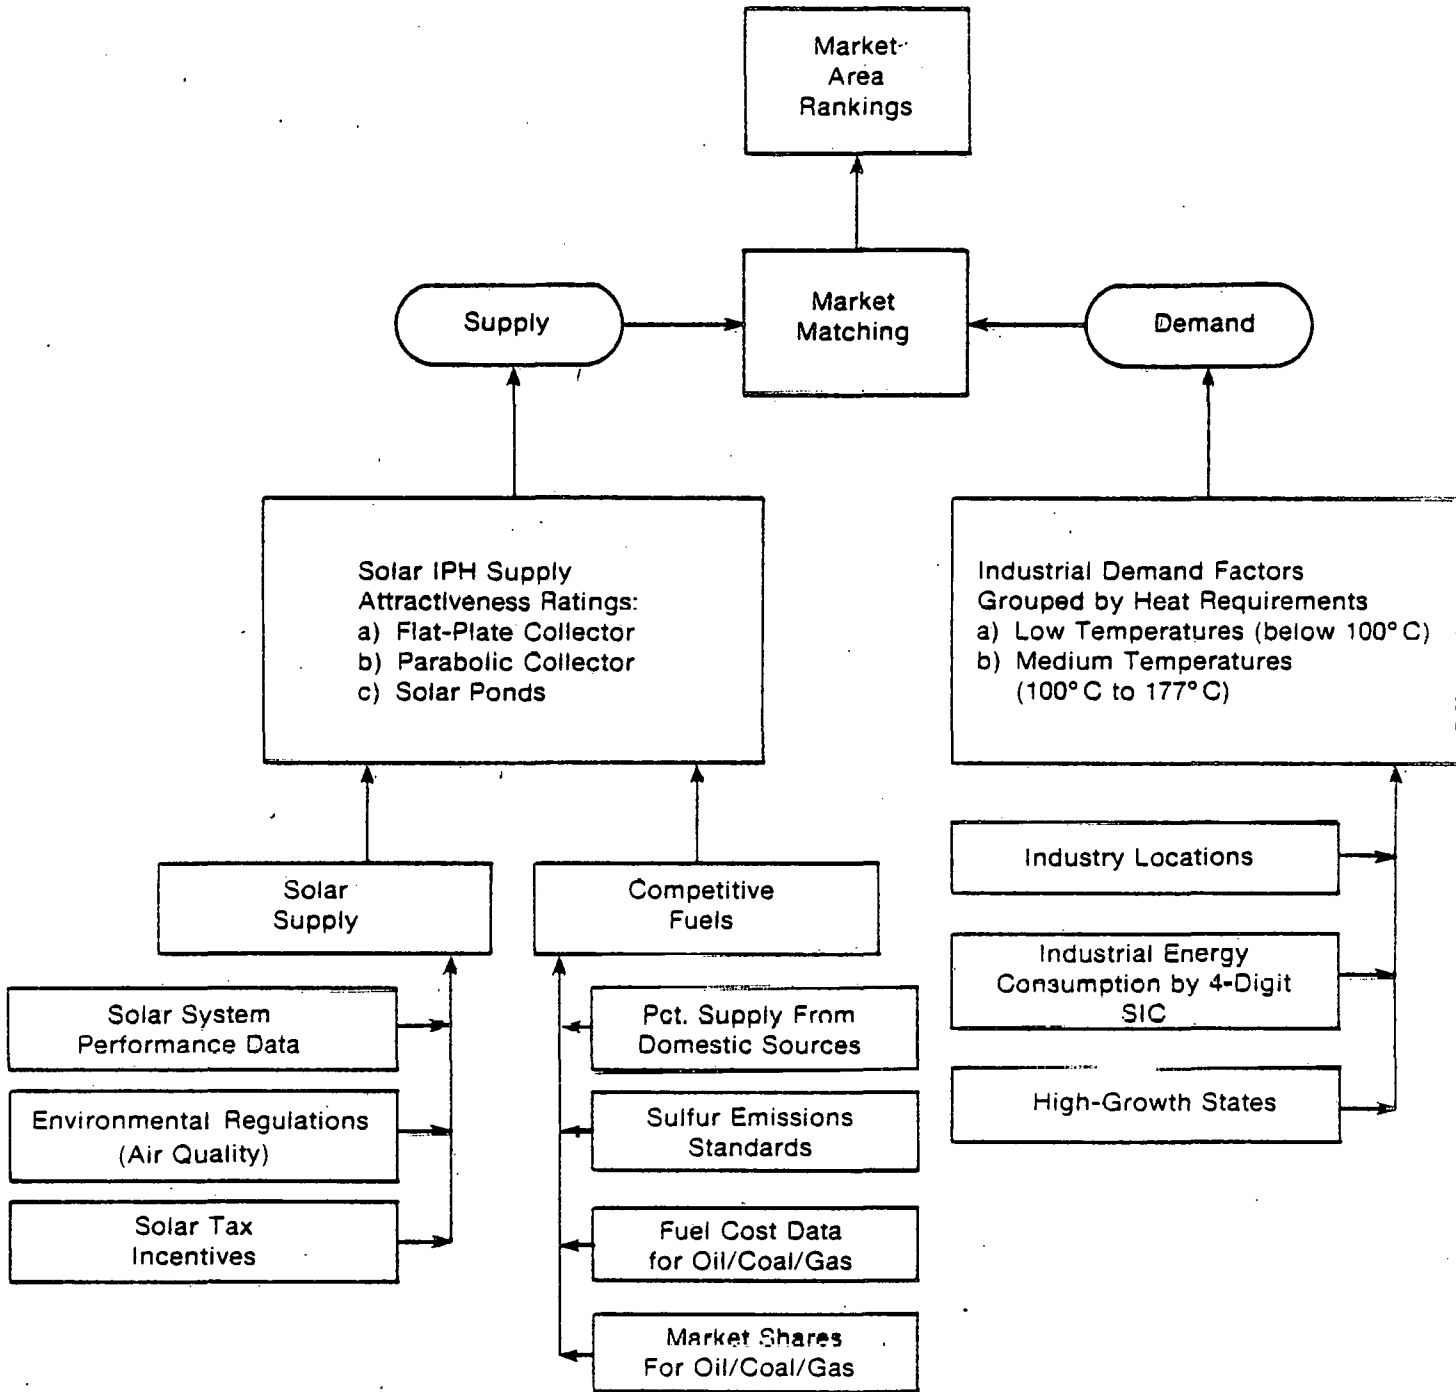 Market-
Area
Rankings
Supply
Market
Matching
Demand
Solar IPH Supply
Attractiveness Ratings:
a) Flat-Plate Collector
b) Parabolic Collector
c) Solar Ponds
Industrial Demand Factors
Grouped by Heat Requirements
a) Low Temperatures (below 100°C)
b) Medium Temperatures
(100°C to 177°C)
Solar
Supply
Competitive
Fuels
Industry Locations
Industrial Energy
Consumption by 4-Digit
SIC
High-Growth States
Solar System
Performance Data
Environmental Regulations
(Air Quality)
Solar Tax
Incentives
Pct. Supply From
Domestic Sources
Sulfur Emissions
Standards
Fuel Cost Data
for Oil/Coal/Gas
Market Shares
For Oil/Coal/Gas